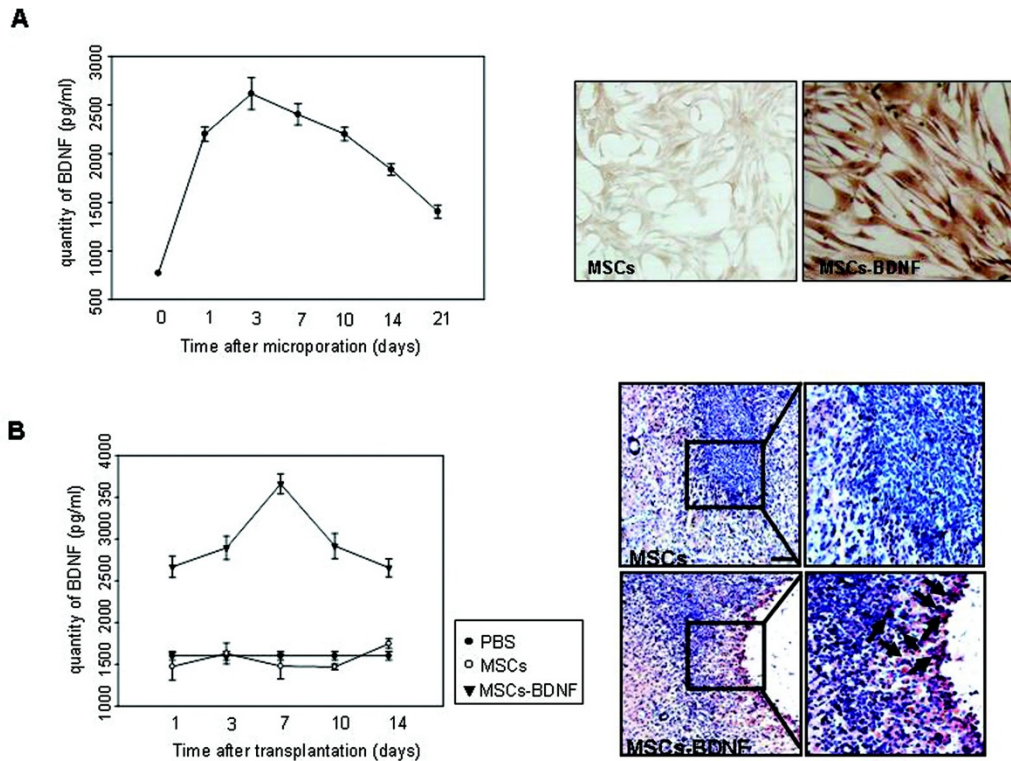 A
quantity of BDNF (pg/ml)
3000
2500
2000
1500
1000
500
0 1 3 7 10 14 21
Time after microporation (days)
MSCs
MSCs-BDNF
B
quantity of BDNF (pg/ml)
4000
350
3000
2500
1500
1500
1000
1 3 7 10 14
Time after transplantation (days)
PBS
MSCs
MSCs-BDNF
MSCs
MSCs-BDNF